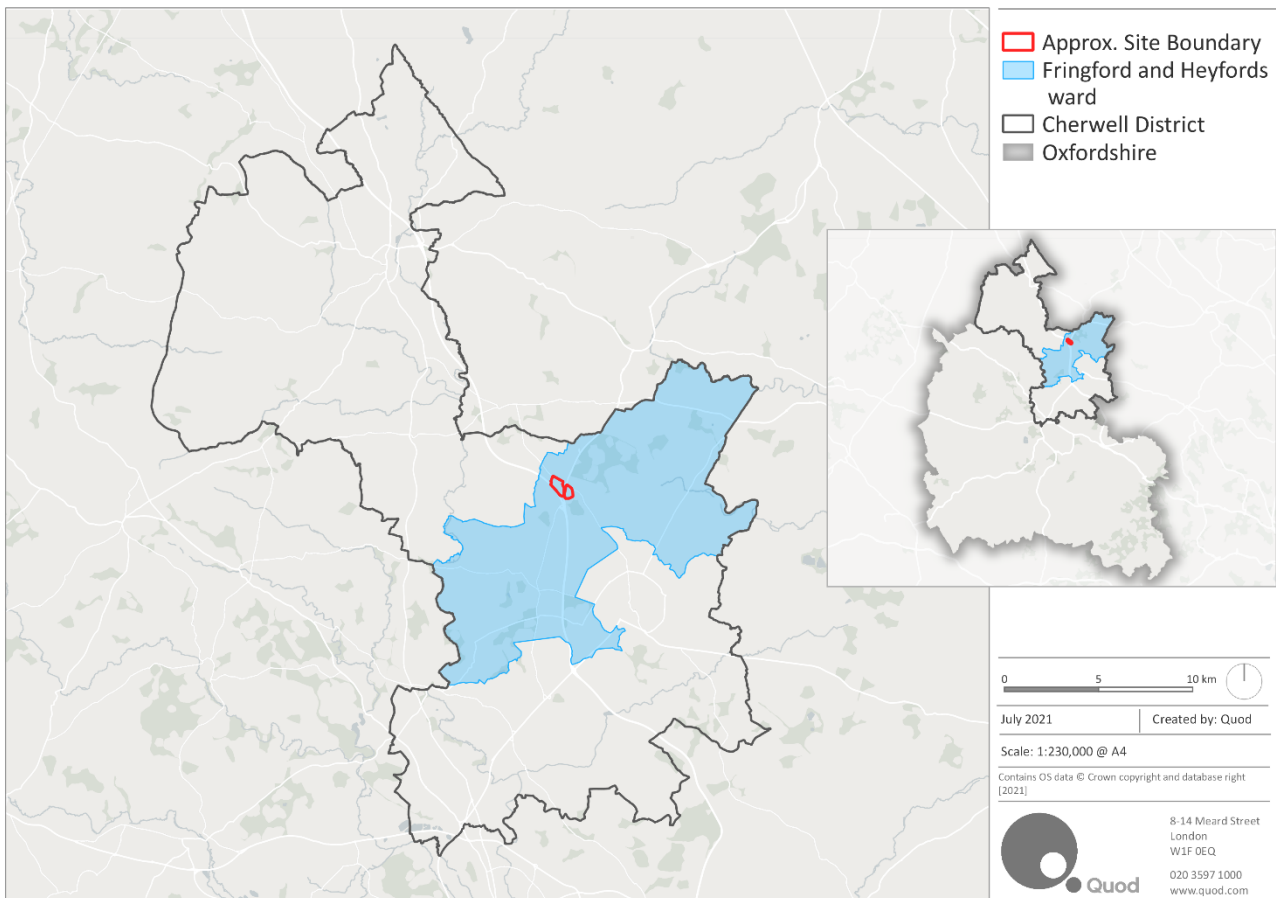 Approx. Site Boundary
Fringford and Heyfords
ward
Cherwell District
Oxfordshire
0 5 10 km
July 2021 Created by: Quod
Scale: 1:230,000 @ A4
Contains OS data © Crown copyright and database right
[2021]
8-14 Meard Street
London
W1F 0EQ
020 3597 1000
www.quod.com
Quod